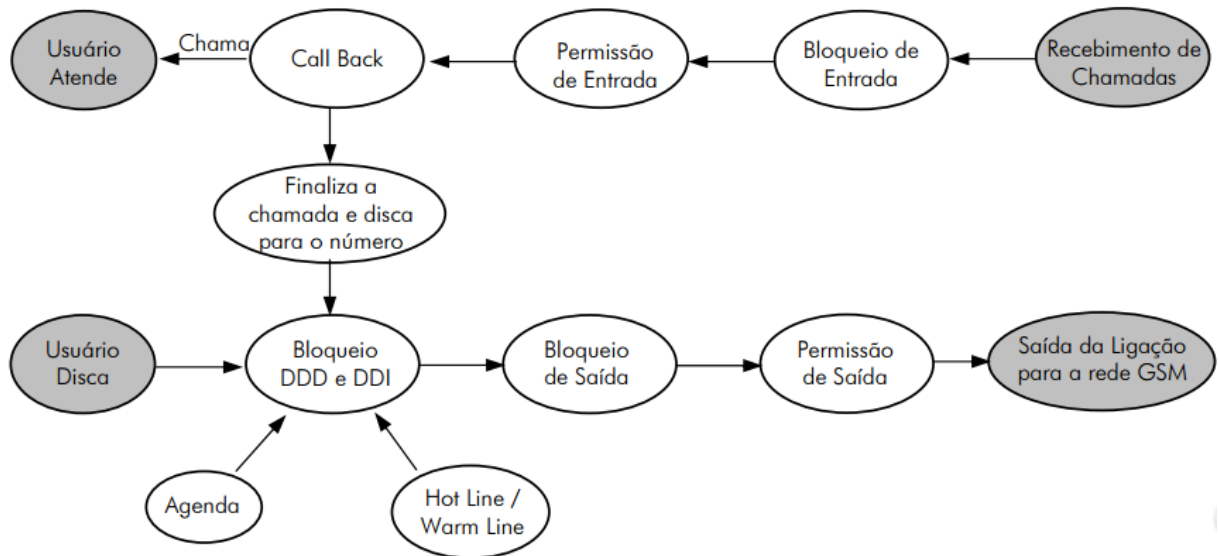 Usuário
Atende
Chama
Call Back
Permissão
de Entrada
Bloqueio de
Entrada
Recebimento de
Chamadas
Finaliza a
chamada e disca
para o número
Usuário
Disca
Bloqueio
DDD e DDI
Bloqueio
de Saída
Permissão
de Saída
Saída da Ligação
para a rede GSM
Agenda
Hot Line /
Warm Line